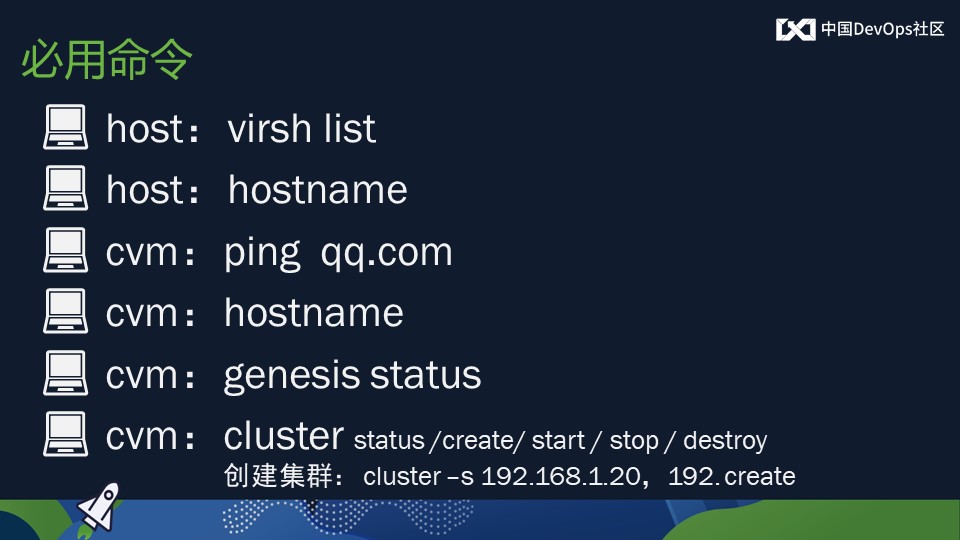 中国DevOps社区
必用命令
host：virsh list
host：hostname
cvm：ping  qq.com
cvm：hostname
cvm：genesis status
cvm：cluster status /create/ start / stop / destroy
创建集群：cluster –s 192.168.1.20，192. create